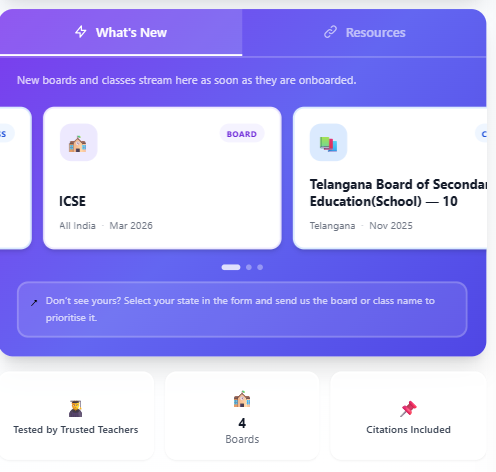 What's New
Resources
New boards and classes stream here as soon as they are onboarded.
BOARD
ICSE
All India · Mar 2026
Telangana Board of Secondar
Education(School) — 10
Telangana · Nov 2025
Don't see yours? Select your state in the form and send us the board or class name to
prioritise it.
Tested by Trusted Teachers
4
Boards
Citations Included